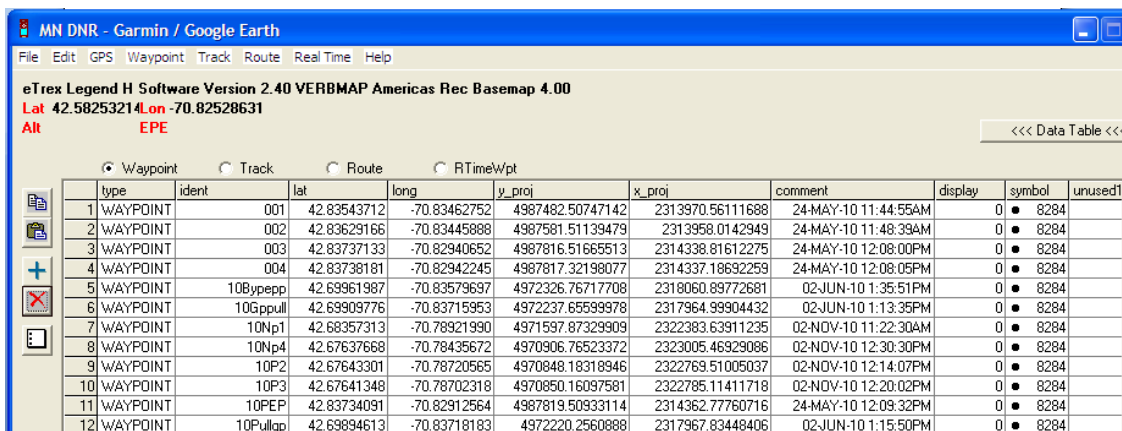 MN DNR - Garmin / Google Earth
File Edit GPS Waypoint Track Route Real Time Help
eTrex Legend H Software Version 2.40 VERBMAP Americas Rec Basemap 4.00
Lat 42.58253214 Lon -70.82528631
Alt EPE
<<< Data Table <<<
Waypoint Track Route RTimeWpt
type ident lat long y_proj x_proj comment display symbol unused1
1 WAYPOINT 001 42.83543712 -70.83462752 4987482.50747142 2313970.56111688 24-MAY-10 11:44:55AM 0 8284
2 WAYPOINT 002 42.83629166 -70.83445888 4987581.51139479 2313958.0142949 24-MAY-10 11:48:39AM 0 8284
3 WAYPOINT 003 42.83737133 -70.82940652 4987816.51665513 2314338.81612275 24-MAY-10 12:08:00PM 0 8284
4 WAYPOINT 004 42.83738181 -70.82942245 4987817.32198077 2314337.18692259 24-MAY-10 12:08:05PM 0 8284
5 WAYPOINT 10Bypepp 42.69961987 -70.83579697 4972326.76717708 2318060.89772681 02-JUN-10 1:35:51PM 0 8284
6 WAYPOINT 10Gppull 42.69909776 -70.83715953 4972237.65599978 2317964.99904432 02-JUN-10 1:13:35PM 0 8284
7 WAYPOINT 10Np1 42.68357313 -70.78921990 4971597.87329909 2322383.63911235 02-NOV-10 11:22:30AM 0 8284
8 WAYPOINT 10Np4 42.67637668 -70.78435672 4970906.76523372 2323005.46929086 02-NOV-10 12:30:30PM 0 8284
9 WAYPOINT 10P2 42.67643301 -70.78720565 4970848.18318946 2322769.51005037 02-NOV-10 12:14:07PM 0 8284
10 WAYPOINT 10P3 42.67641348 -70.78702318 4970850.16097581 2322785.11411718 02-NOV-10 12:20:02PM 0 8284
11 WAYPOINT 10PEP 42.83734091 -70.82912564 4987819.50933114 2314362.77760716 24-MAY-10 12:09:32PM 0 8284
12 WAYPOINT 10Pullgp 42.69894613 -70.83718183 4972220.2560888 2317967.83448406 02-JUN-10 1:15:50PM 0 8284